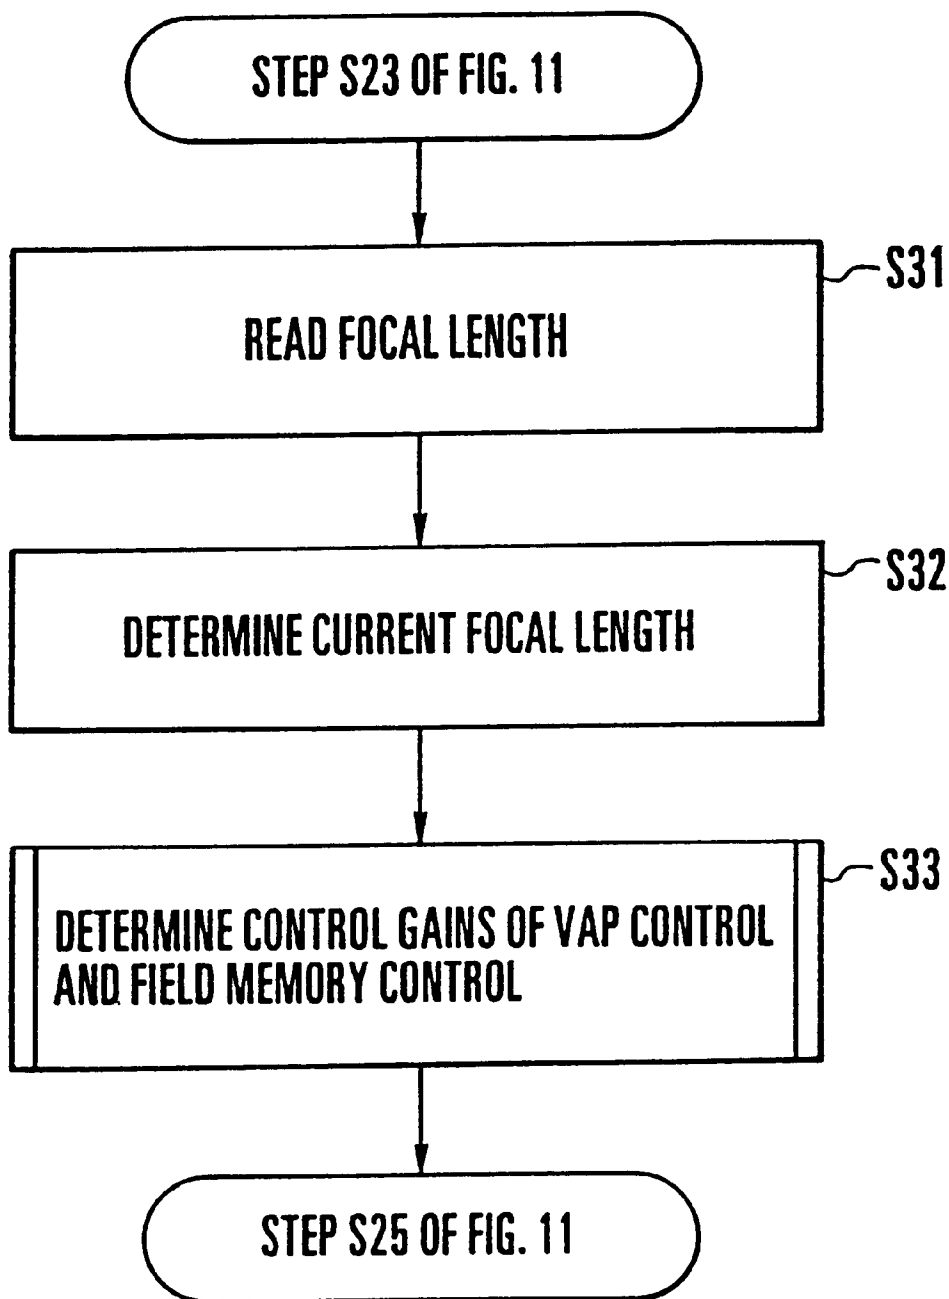 STEP S23 OF FIG. 11
S31
READ FOCAL LENGTH
S32
DETERMINE CURRENT FOCAL LENGTH
S33
DETERMINE CONTROL GAINS OF VAP CONTROL
AND FIELD MEMORY CONTROL
STEP S25 OF FIG. 11